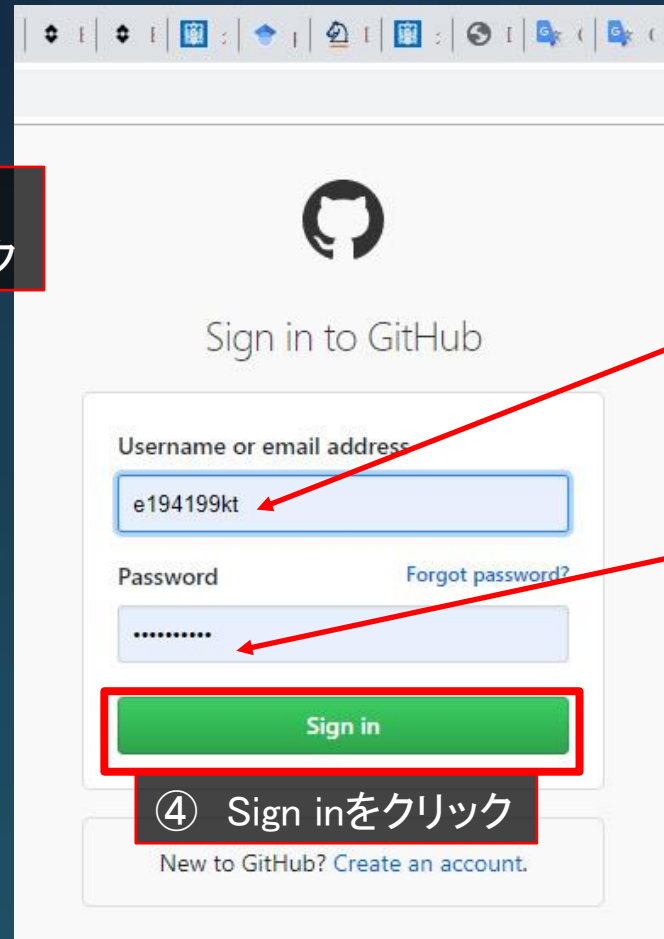 ク
Sign in to GitHub
Username or email address
e194199kt
Password
Forgot password?
Sign in
④ Sign inをクリック
New to GitHub? Create an account.